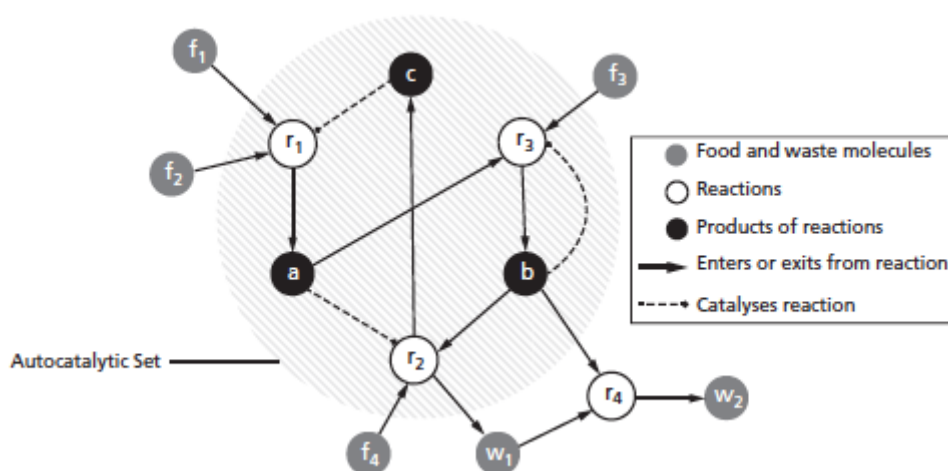 f1
f2
c
f3
r1
r3
a
b
r2
r4
f4
w1
w2
Autocatalytic Set
Food and waste molecules
Reactions
Products of reactions
Enters or exits from reaction
Catalyses reaction